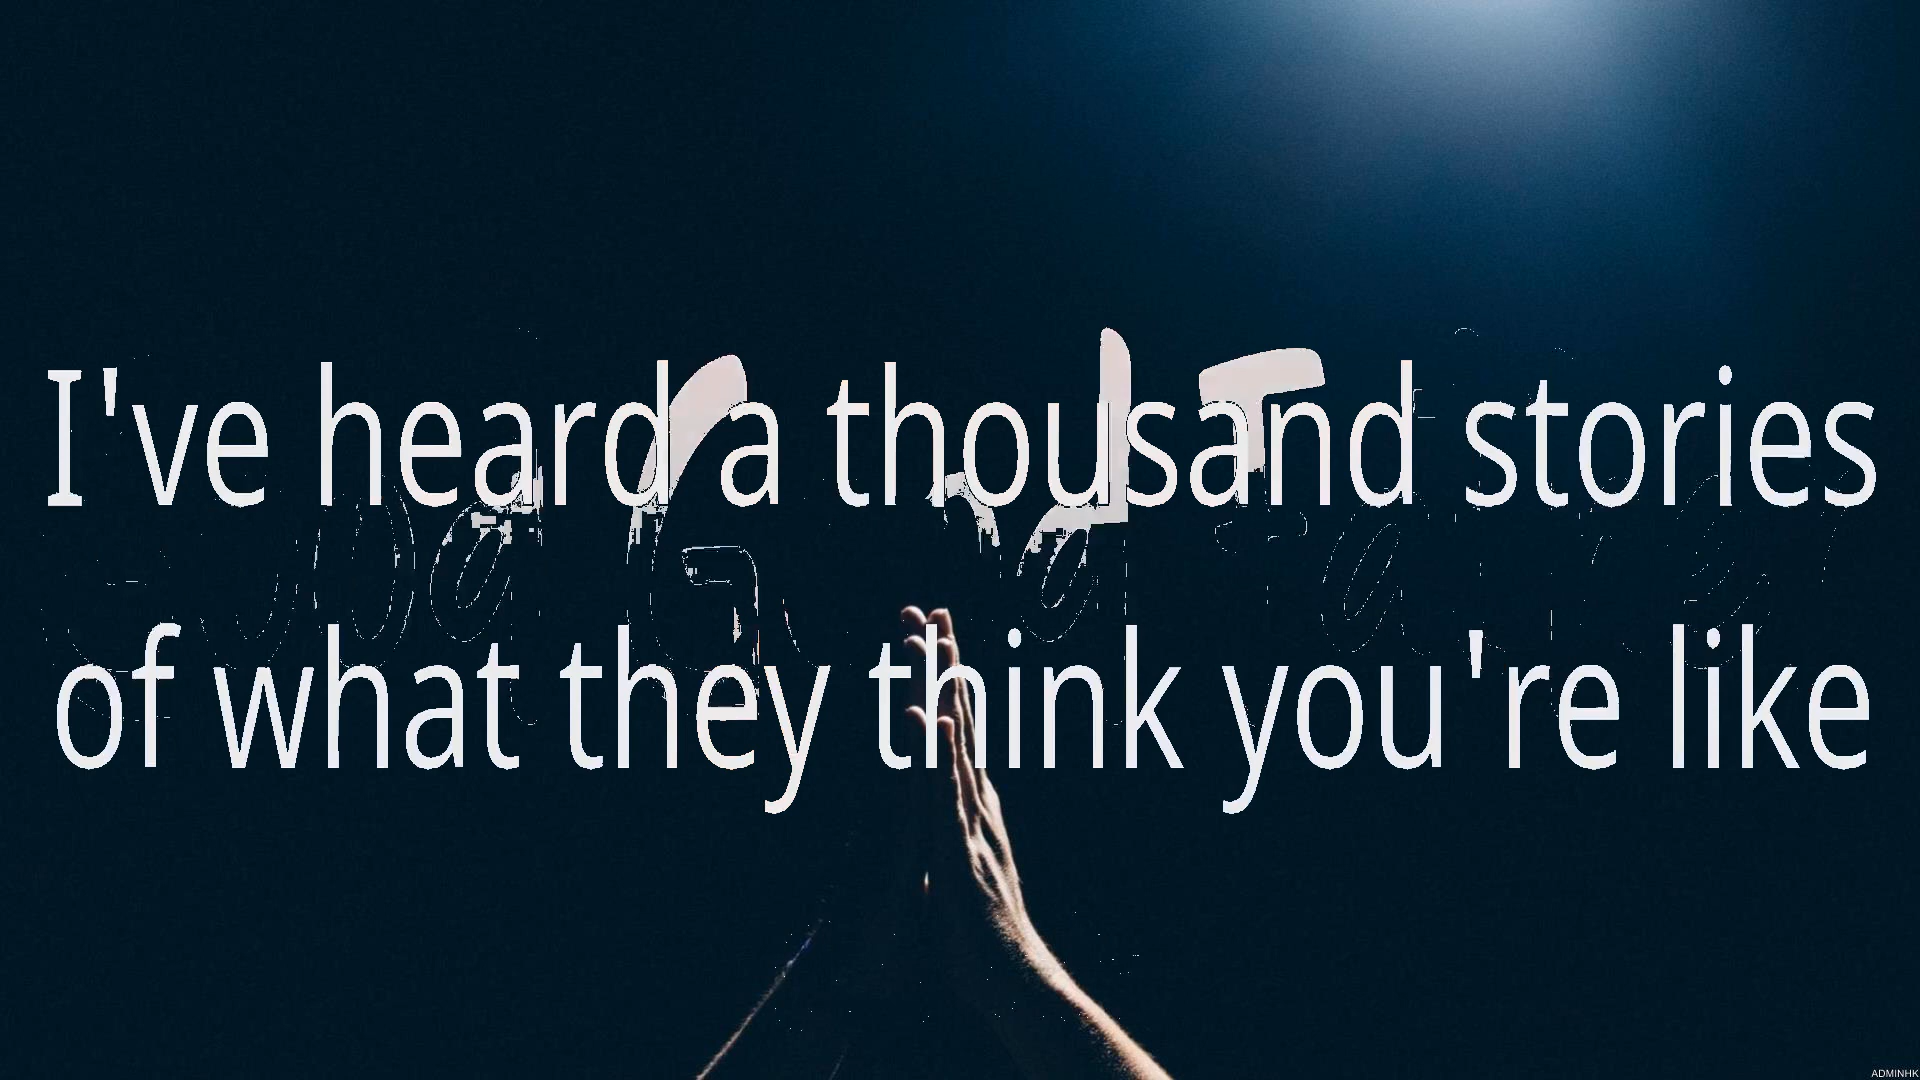 I've heard a thousand stories
of what they think you're like
ADMINHK